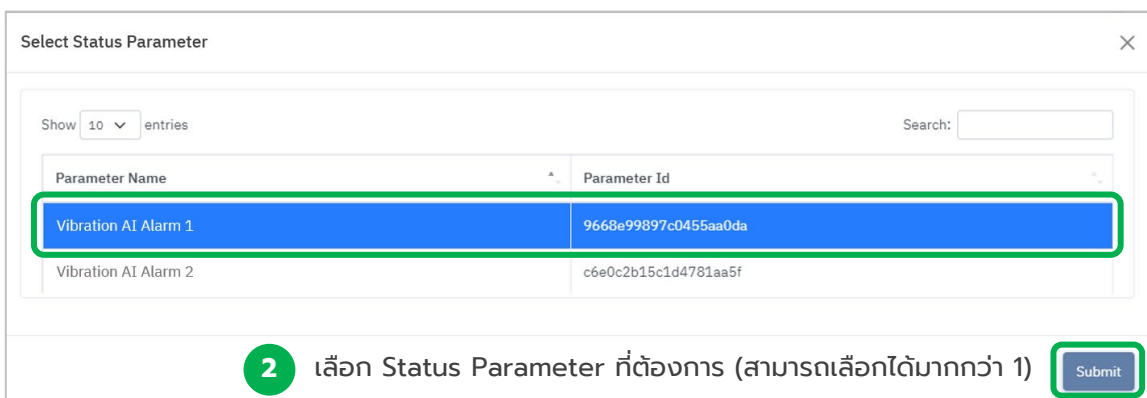 Select Status Parameter
Show 10 entries Search:
Parameter Name Parameter Id
Vibration AI Alarm 1 9668e99897c0455aa0da
Vibration AI Alarm 2 c6e0c2b15c1d4781aa5f
2 เลือก Status Parameter ที่ต้องการ (สามารถเลือกได้มากกว่า 1) Submit